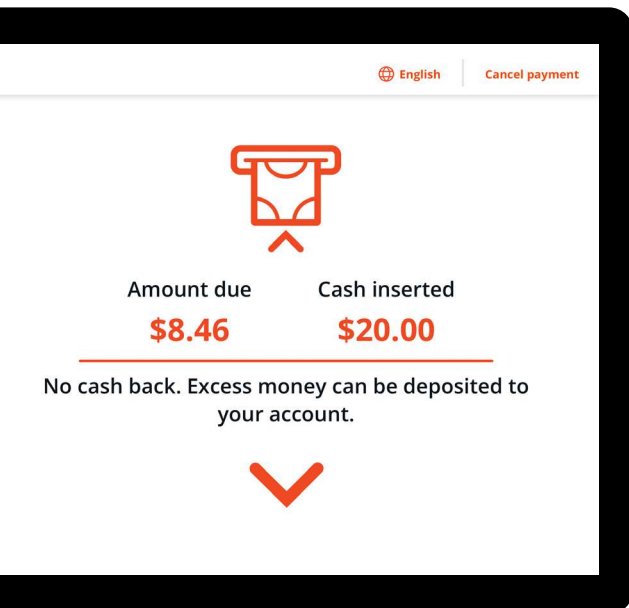 English
Cancel payment
Amount due
Cash inserted
$8.46
$20.00
No cash back. Excess money can be deposited to
your account.